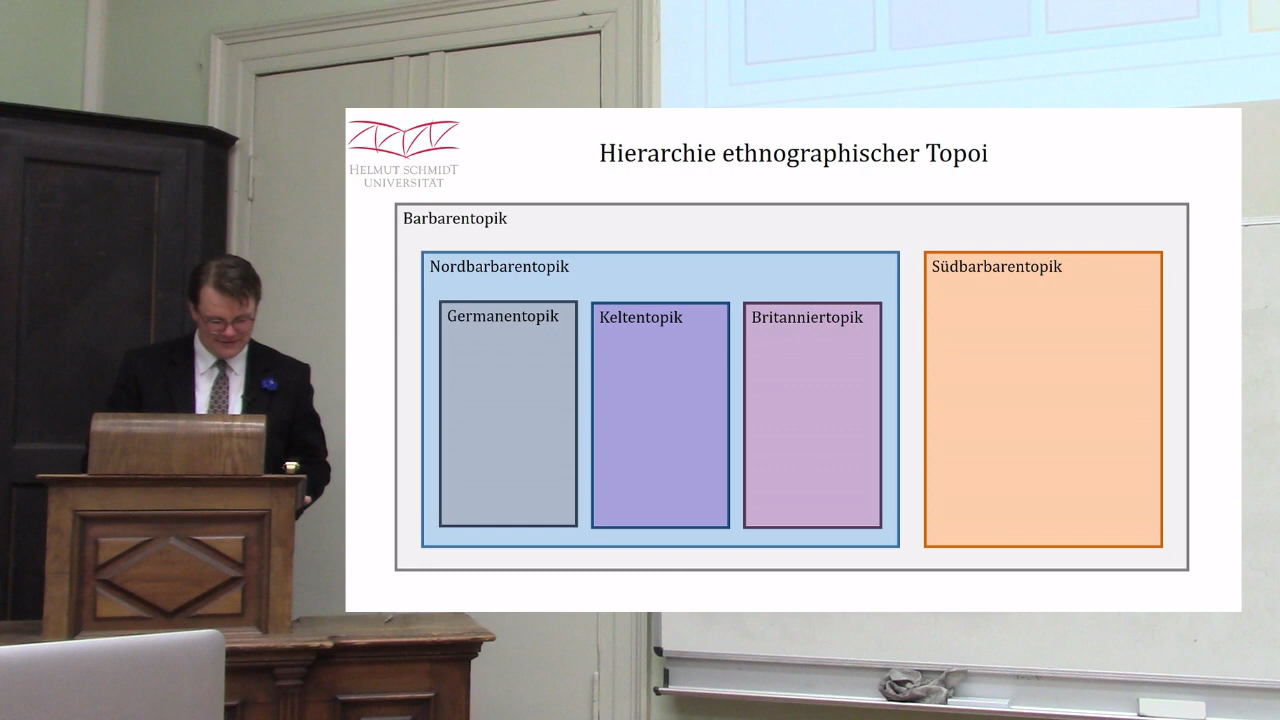 HELMUT SCHMIDT
UNIVERSITÄT
Hierarchie ethnographischer Topoi
Barbarentopik
Nordbarbarentopik
Südbarbarentopik
Germanentopik
Keltentopik
Britanniertopik